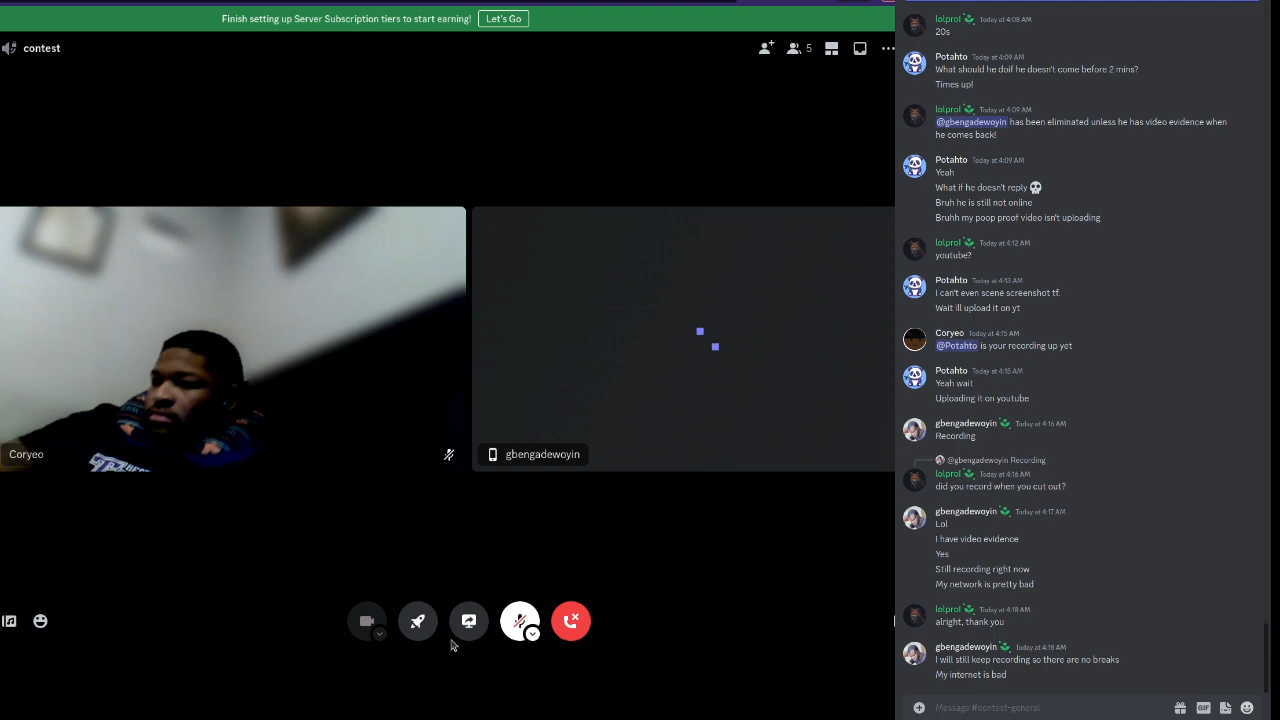 Finish setting up Server Subscription tiers to start earning!
Let's Go
contest
5
Coryeo
gbengadewoyin
lolprol Today at 4:08 AM
20s
Potahto Today at 4:09 AM
What should he doif he doesn't come before 2 mins?
Times up!
lolprol Today at 4:09 AM
@gbengadewoyin has been eliminated unless he has video evidence when
he comes back!
Potahto Today at 4:09 AM
Yeah
What if he doesn't reply 💀
Bruh he is still not online
Bruhh my poop proof video isn't uploading
lolprol Today at 4:12 AM
youtube?
Potahto Today at 4:13 AM
I can't even scene screenshot tf.
Wait ill upload it on yt
Coryeo Today at 4:15 AM
@Potahto is your recording up yet
Potahto Today at 4:15 AM
Yeah wait
Uploading it on youtube
gbengadewoyin Today at 4:16 AM
Recording
@gbengadewoyin Recording
lolprol Today at 4:16 AM
did you record when you cut out?
gbengadewoyin Today at 4:17 AM
Lol
I have video evidence
Yes
Still recording right now
My network is pretty bad
lolprol Today at 4:18 AM
alright, thank you
gbengadewoyin Today at 4:18 AM
I will still keep recording so there are no breaks
My internet is bad
Message #contest-general
GIF